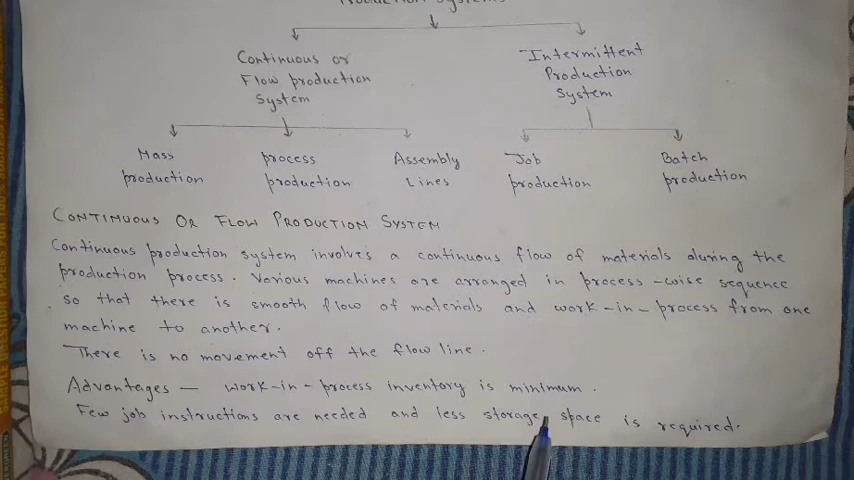 Production Systems
Continuous or
Flow production
System
Intermittent
Production
System
Mass
production
process
production
Assembly
Lines
Job
production
Batch
production
CONTINUOUS OR FLOW PRODUCTION SYSTEM
Continuous production system involves a continuous flow of materials during the
production process. Various machines are arranged in process-wise sequence
so that there is smooth flow of materials and work-in-process from one
machine to another.
There is no movement off the flow line.
Advantages — work-in-process inventory is minimum.
Few job instructions are needed and less storage space is required.